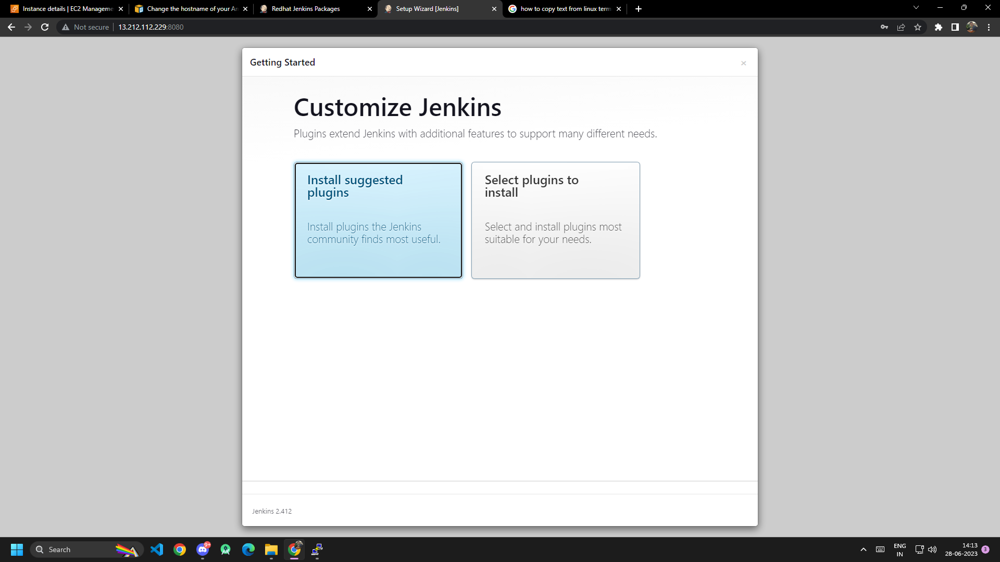 Instance details | EC2 Manageme
Change the hostname of your An
Redhat Jenkins Packages
Setup Wizard [Jenkins]
how to copy text from linux term
Not secure
13.212.112.229:8080
Getting Started
Customize Jenkins
Plugins extend Jenkins with additional features to support many different needs.
Install suggested
plugins
Install plugins the Jenkins
community finds most useful.
Select plugins to
install
Select and install plugins most
suitable for your needs.
Jenkins 2.412
Search
9+
ENG
IN
14:13
28-06-2023
3